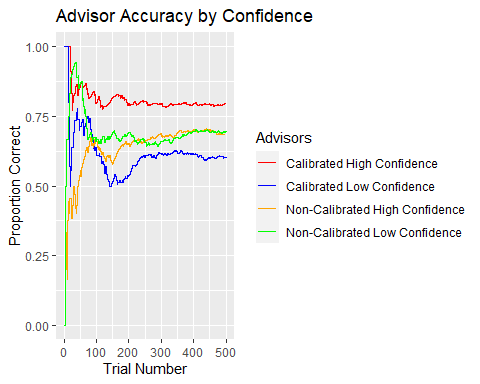 Advisor Accuracy by Confidence
1.00
0.75
0.50
0.25
0.00
Proportion Correct
0 100 200 300 400 500
Trial Number
Advisors
Calibrated High Confidence
Calibrated Low Confidence
Non-Calibrated High Confidence
Non-Calibrated Low Confidence